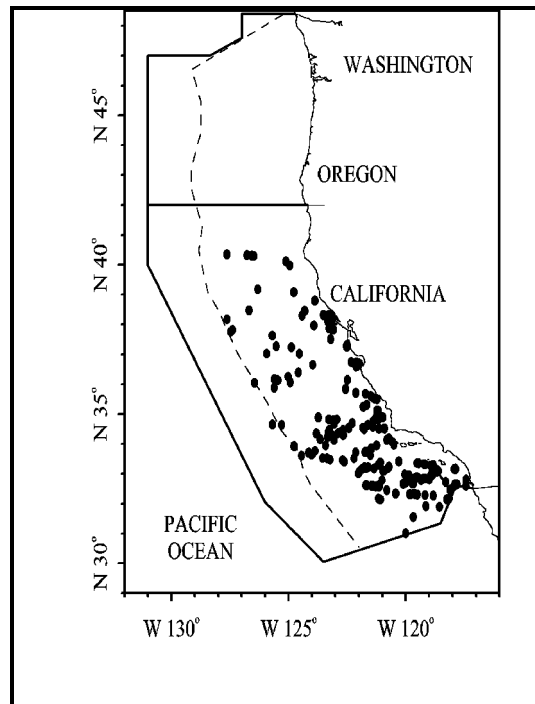 WASHINGTON
N 45°
OREGON
N 40°
CALIFORNIA
N 35°
PACIFIC
OCEAN
N 30°
W 130°
W 125°
W 120°